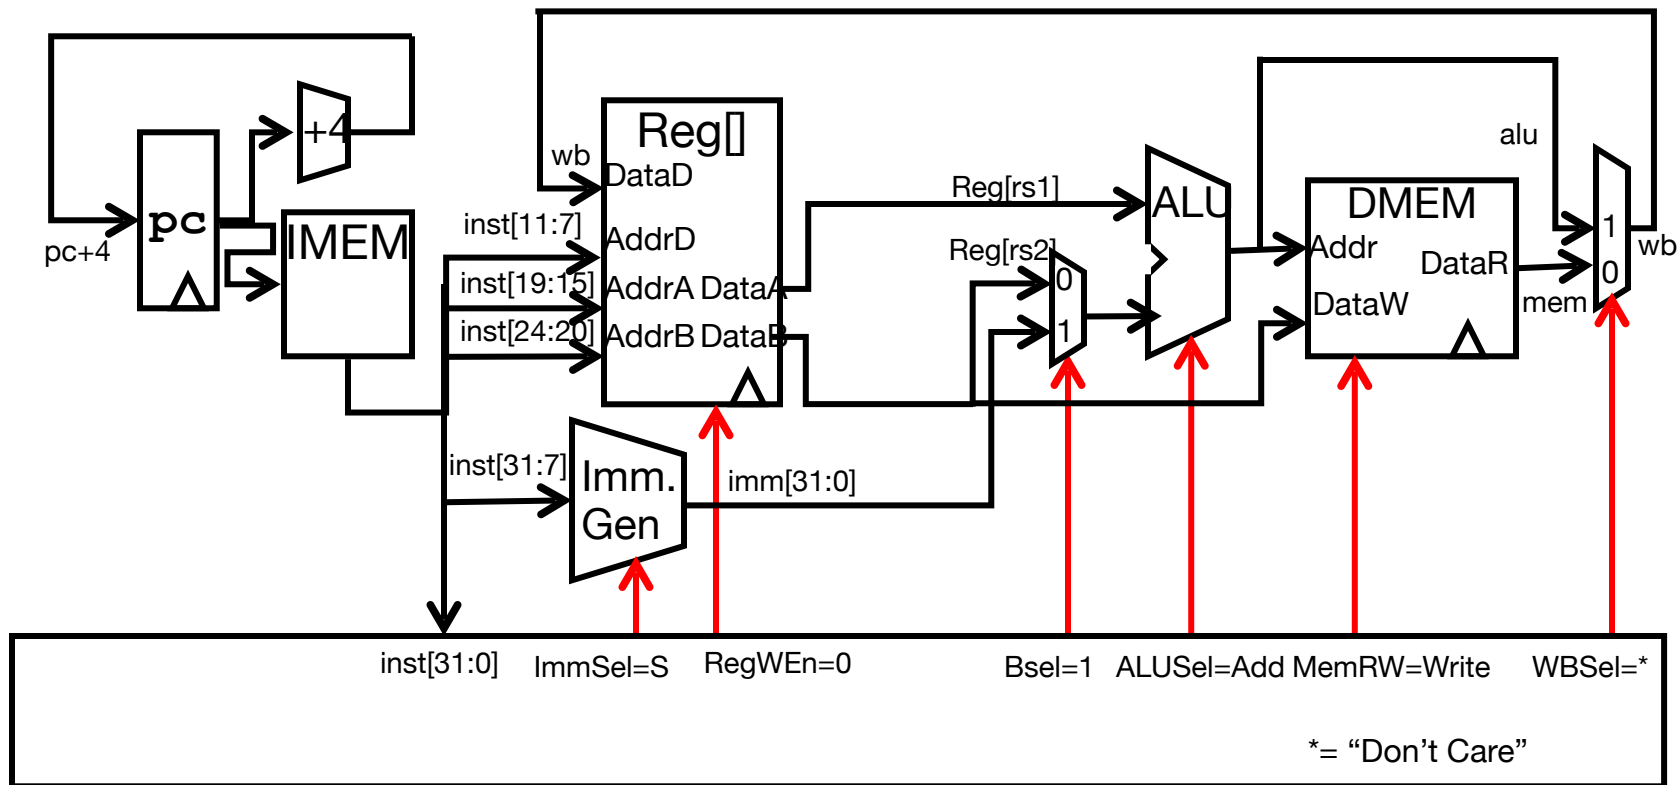 wb
Reg[]
DataD
AddrD
AddrA DataA
AddrB DataB
+4
pc
pc+4
IMEM
inst[11:7]
inst[19:15]
inst[24:20]
inst[31:7]
Imm.
Gen
imm[31:0]
Reg[rs1]
Reg[rs2]
0
1
ALU
alu
DMEM
Addr
DataR
DataW
mem
1
0
wb
inst[31:0] ImmSel=S RegWEn=0 Bsel=1 ALUSel=Add MemRW=Write WBSel=*
*= “Don’t Care”